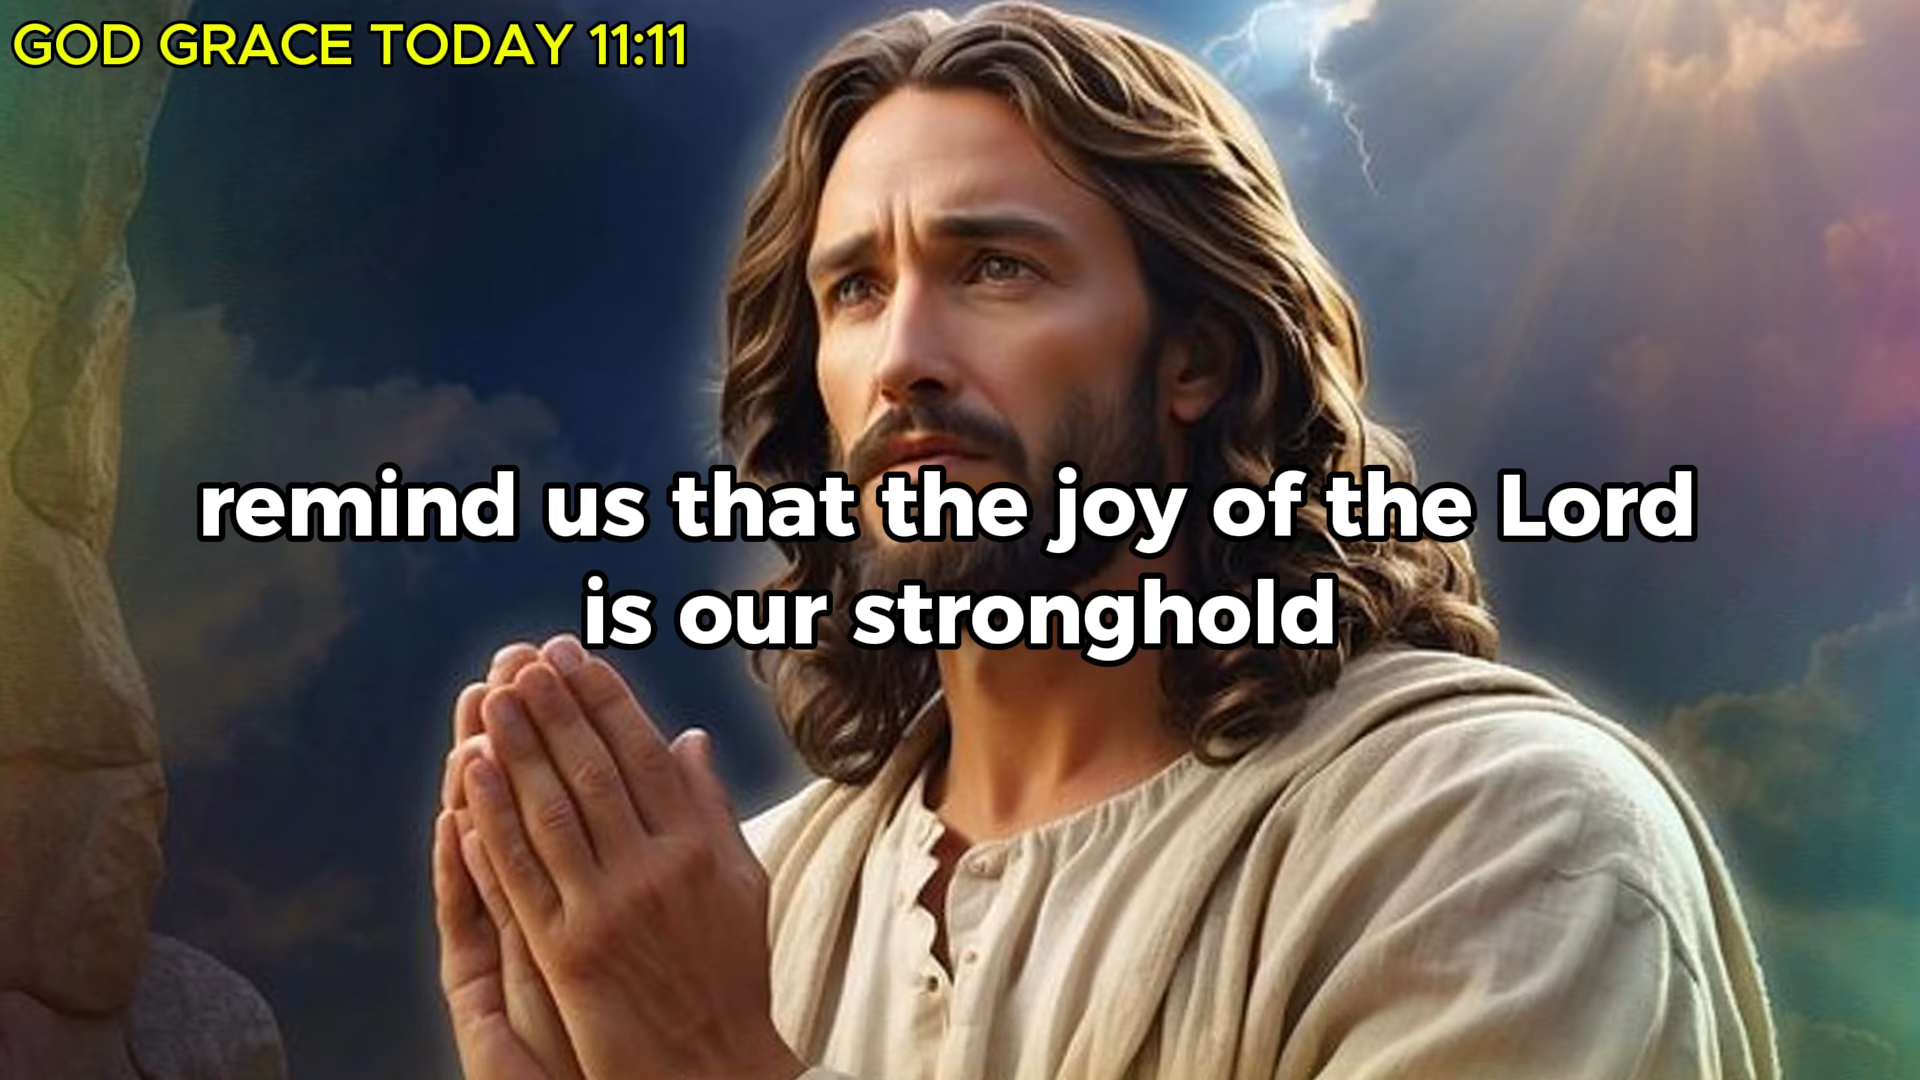 GOD GRACE TODAY 11:11
remind us that the joy of the Lord
is our stronghold